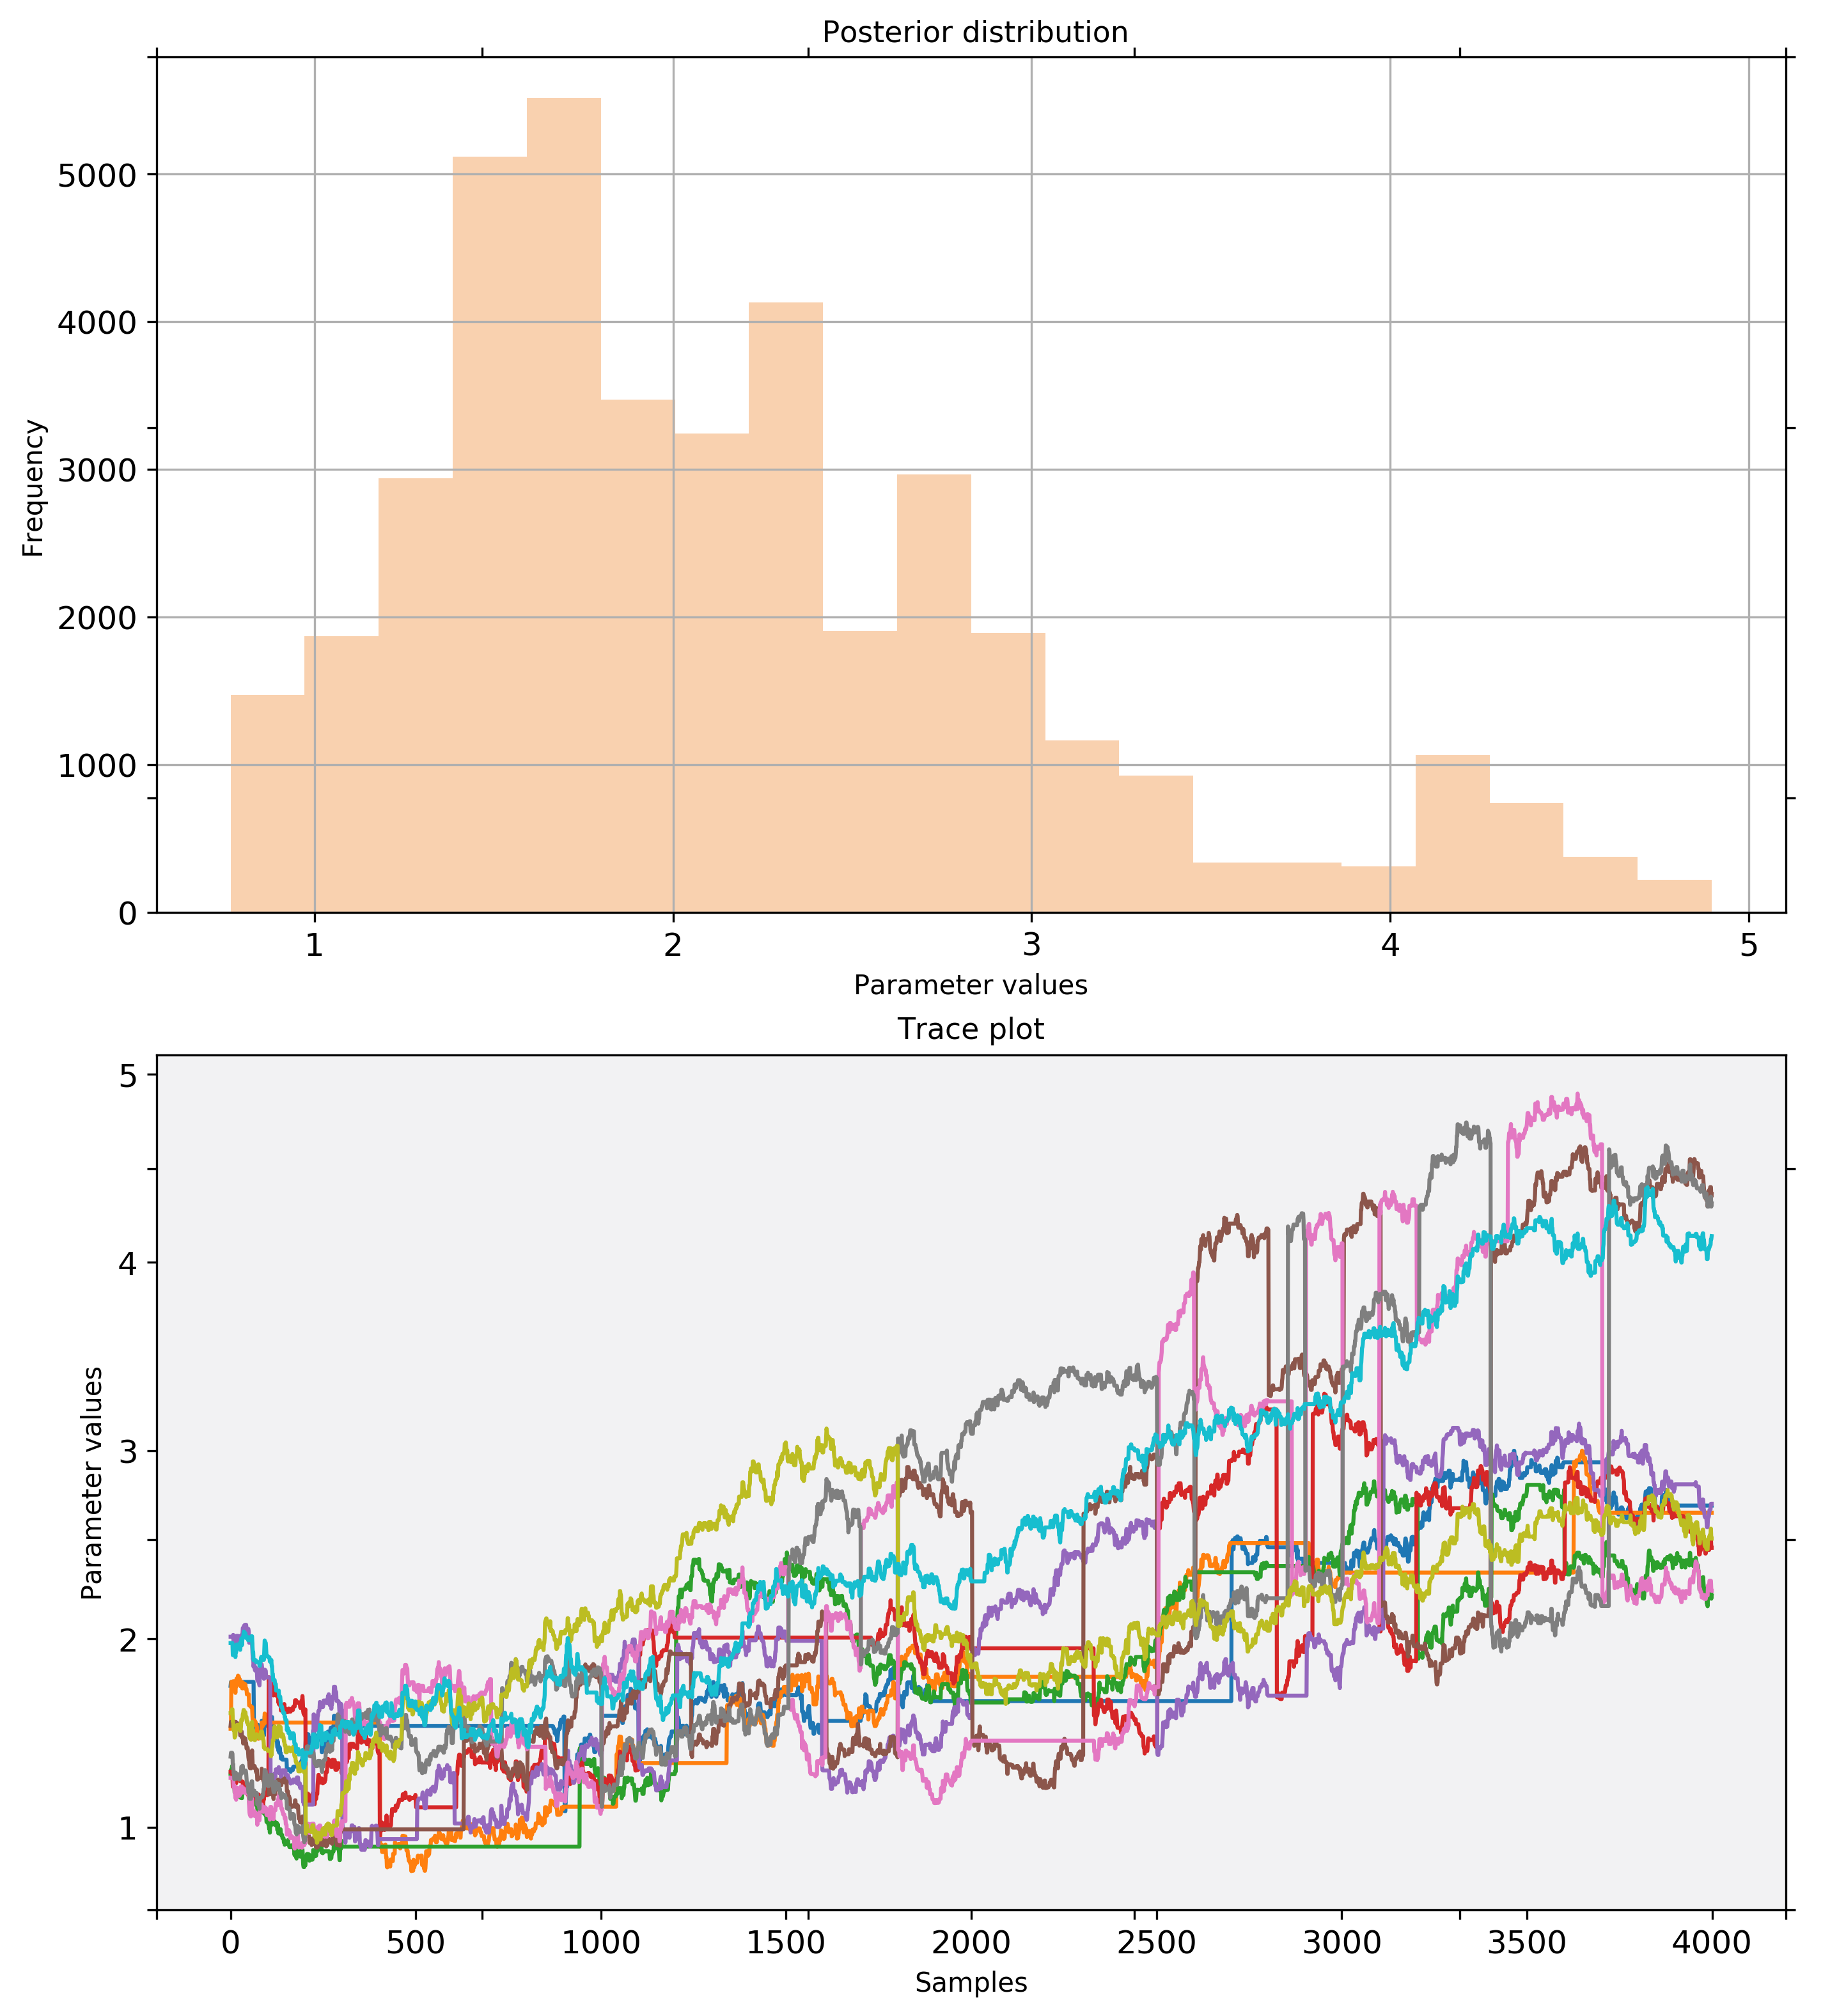 Posterior distribution
5000
4000
3000
2000
1000
0
Frequency
1 2 3 4 5
Parameter values
Trace plot
5
4
3
2
1
Parameter values
0 500 1000 1500 2000 2500 3000 3500 4000
Samples